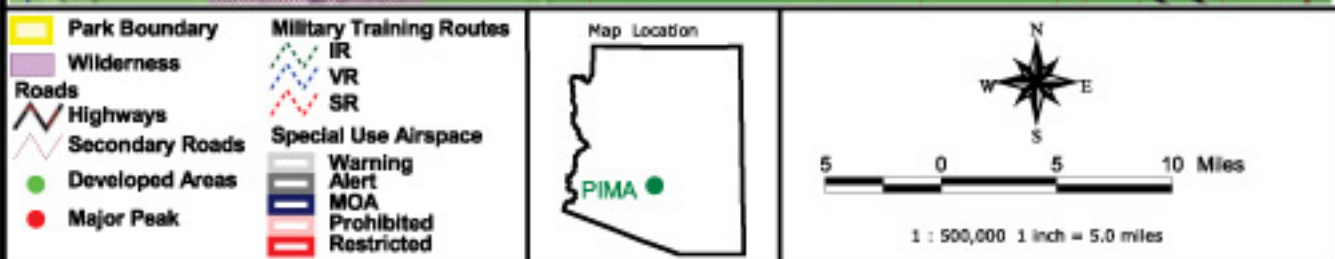 Park Boundary
Wilderness
Roads
Highways
Secondary Roads
Developed Areas
Major Peak
Military Training Routes
IR
VR
SR
Special Use Airspace
Warning
Alert
MOA
Prohibited
Restricted
Map Location
PIMA
N
W E
S
5 0 5 10 Miles
1 : 500,000 1 inch = 5.0 miles